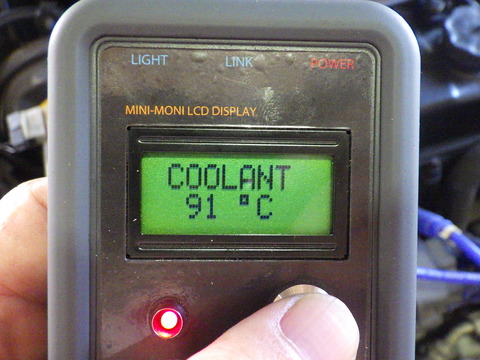 LIGHT LINK POWER
MINI-MONI LCD DISPLAY
COOLANT
91 °C